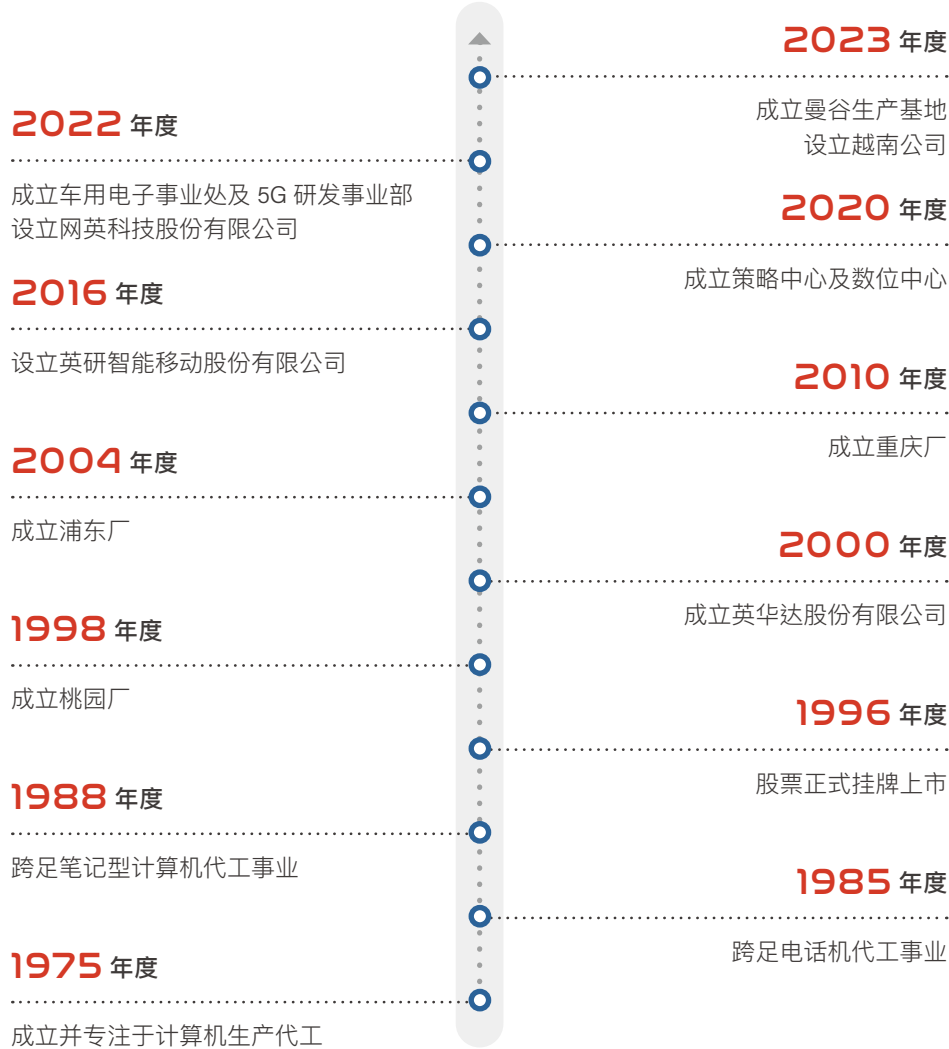 2023 年度
成立曼谷生产基地
设立越南公司
2022 年度
成立车用电子事业处及 5G 研发事业部
设立网英科技股份有限公司
2020 年度
成立策略中心及数位中心
2016 年度
设立英研智能移动股份有限公司
2010 年度
成立重庆厂
2004 年度
成立浦东厂
2000 年度
成立英华达股份有限公司
1998 年度
成立桃园厂
1996 年度
股票正式挂牌上市
1988 年度
跨足笔记型计算机代工事业
1985 年度
跨足电话机代工事业
1975 年度
成立并专注于计算机生产代工